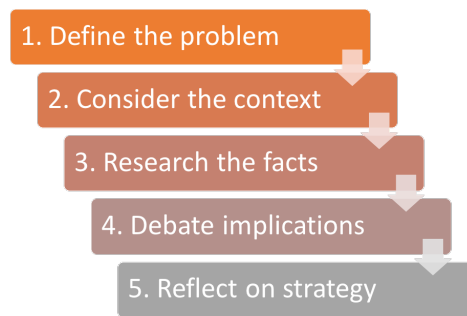 1. Define the problem
2. Consider the context
3. Research the facts
4. Debate implications
5. Reflect on strategy